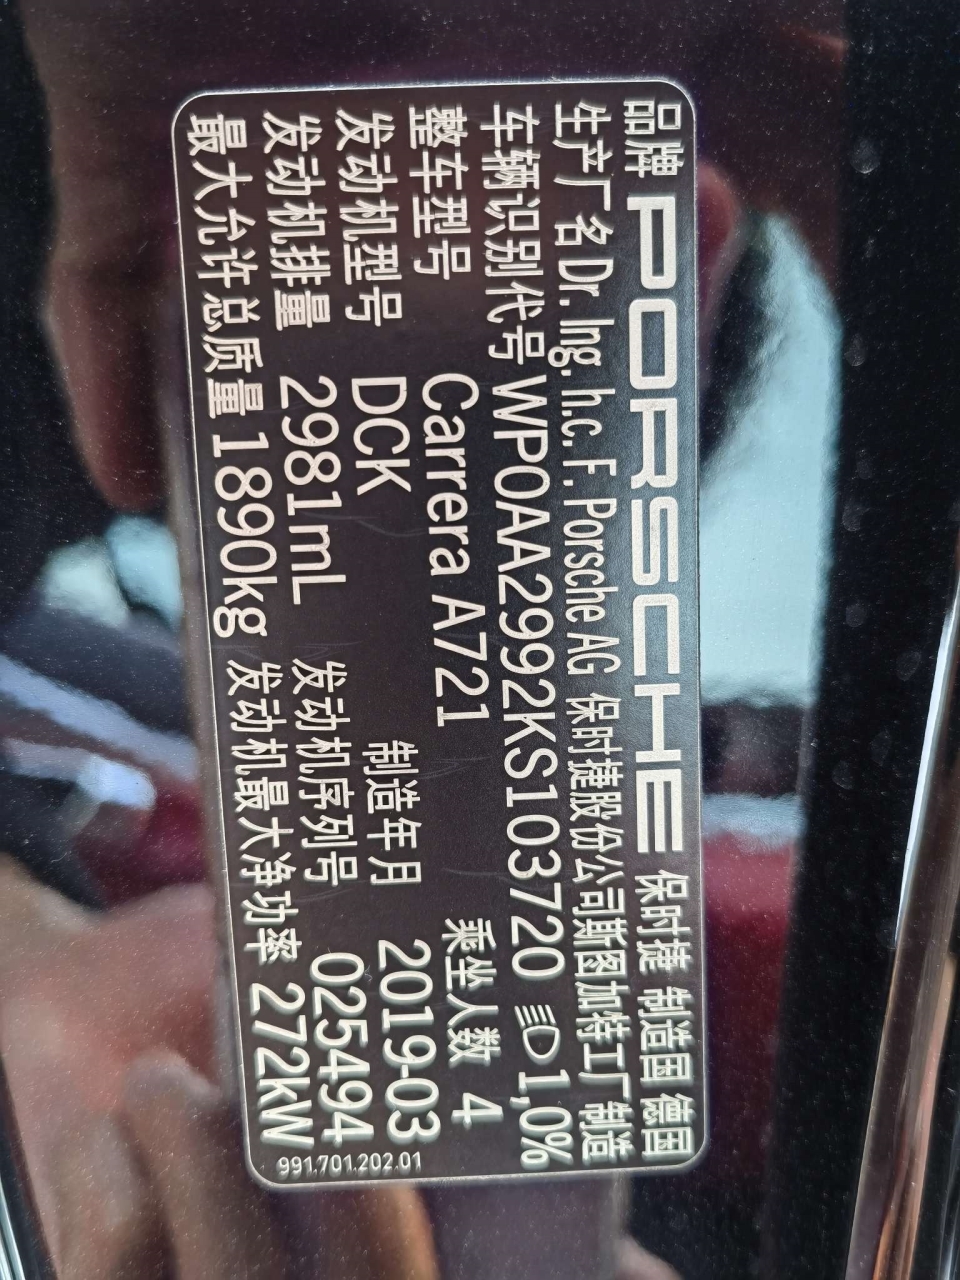 品牌 PORSCHE 保时捷 制造国 德国
生产厂名 Dr. Ing. h.c. F. Porsche AG 保时捷股份公司斯图加特工厂制造
车辆识别代号 WP0AA2992KS103720 1,0%
整车型号 Carrera A721 乘坐人数 4
发动机型号 DCK 制造年月 2019-03
发动机排量 2981mL 发动机序列号 025494
最大允许总质量 1890kg 发动机最大净功率 272kW
991.701.202.01